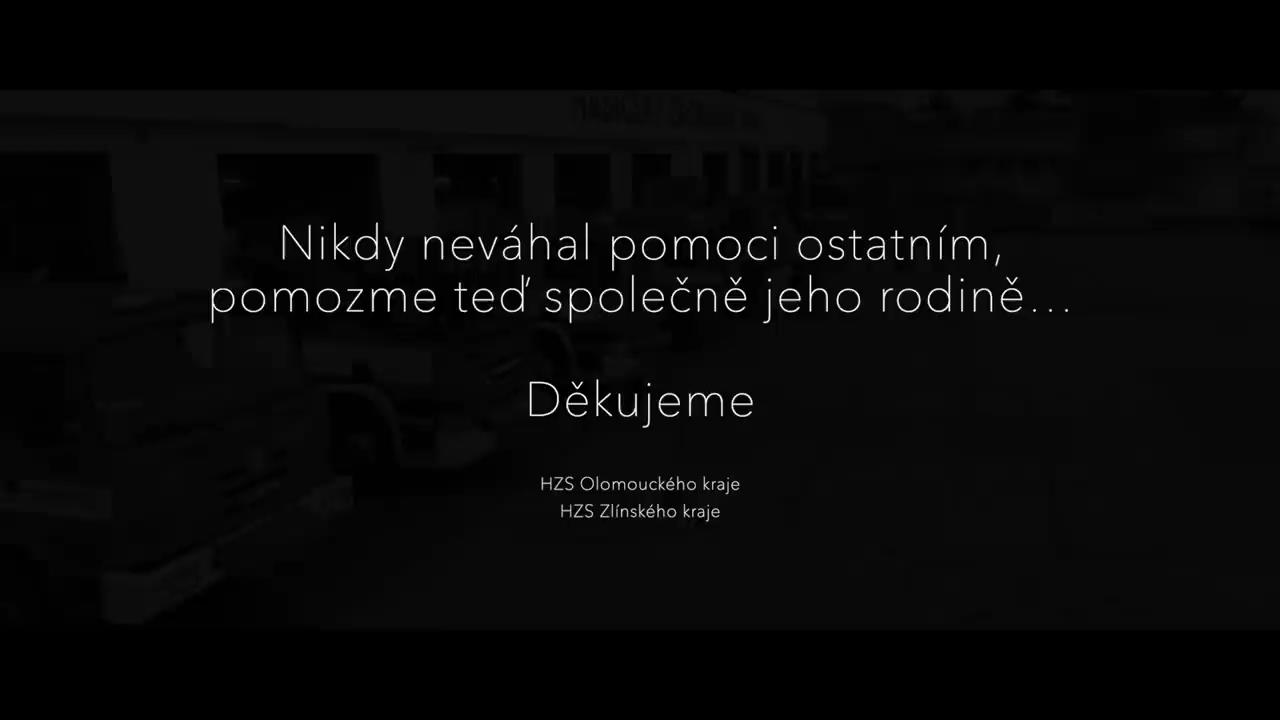 Nikdy neváhal pomoci ostatním,
pomozme teď společně jeho rodině...
Děkujeme
HZS Olomouckého kraje
HZS Zlínského kraje